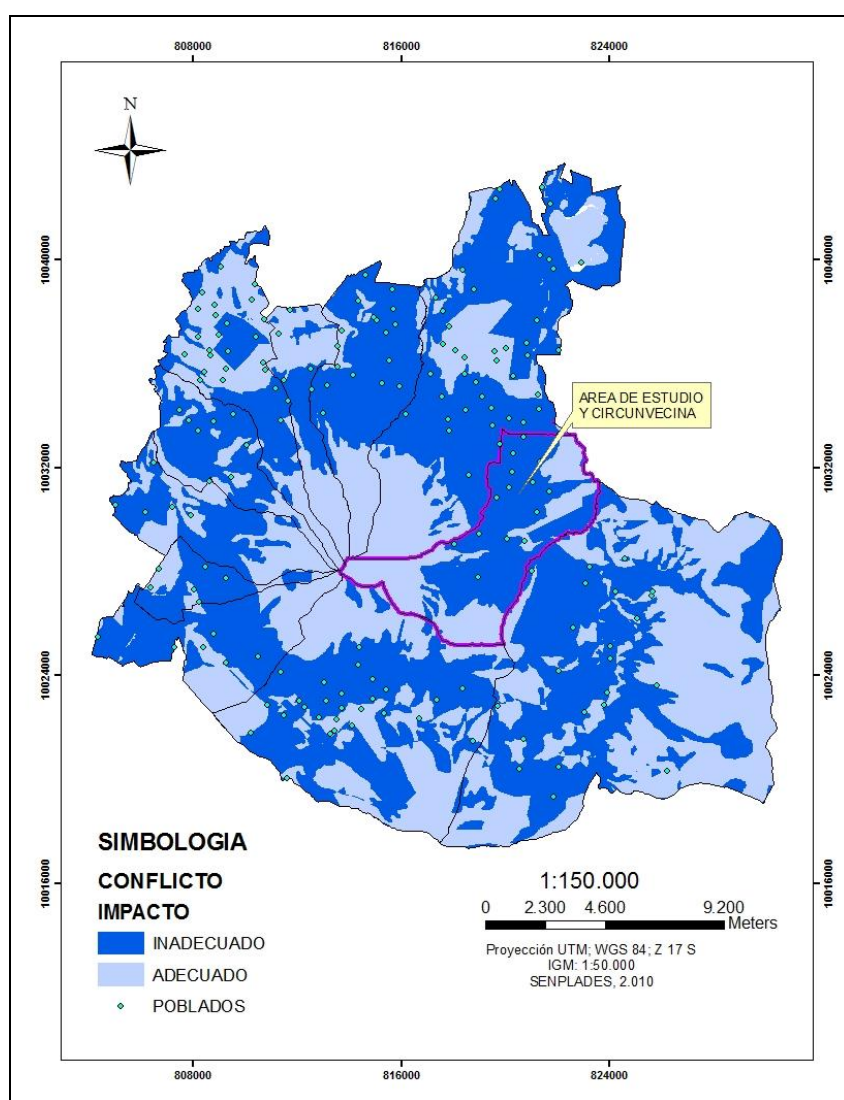 808000 816000 824000
N
10040000 10040000
AREA DE ESTUDIO
Y CIRCUNVECINA
10032000 10032000
10024000 10024000
SIMBOLOGIA
CONFLICTO
IMPACTO
INADECUADO
ADECUADO
POBLADOS
1:150.000
0 2.300 4.600 9.200
Meters
Proyección UTM; WGS 84; Z 17 S
IGM: 1:50.000
SENPLADES, 2.010
10016000 10016000
808000 816000 824000